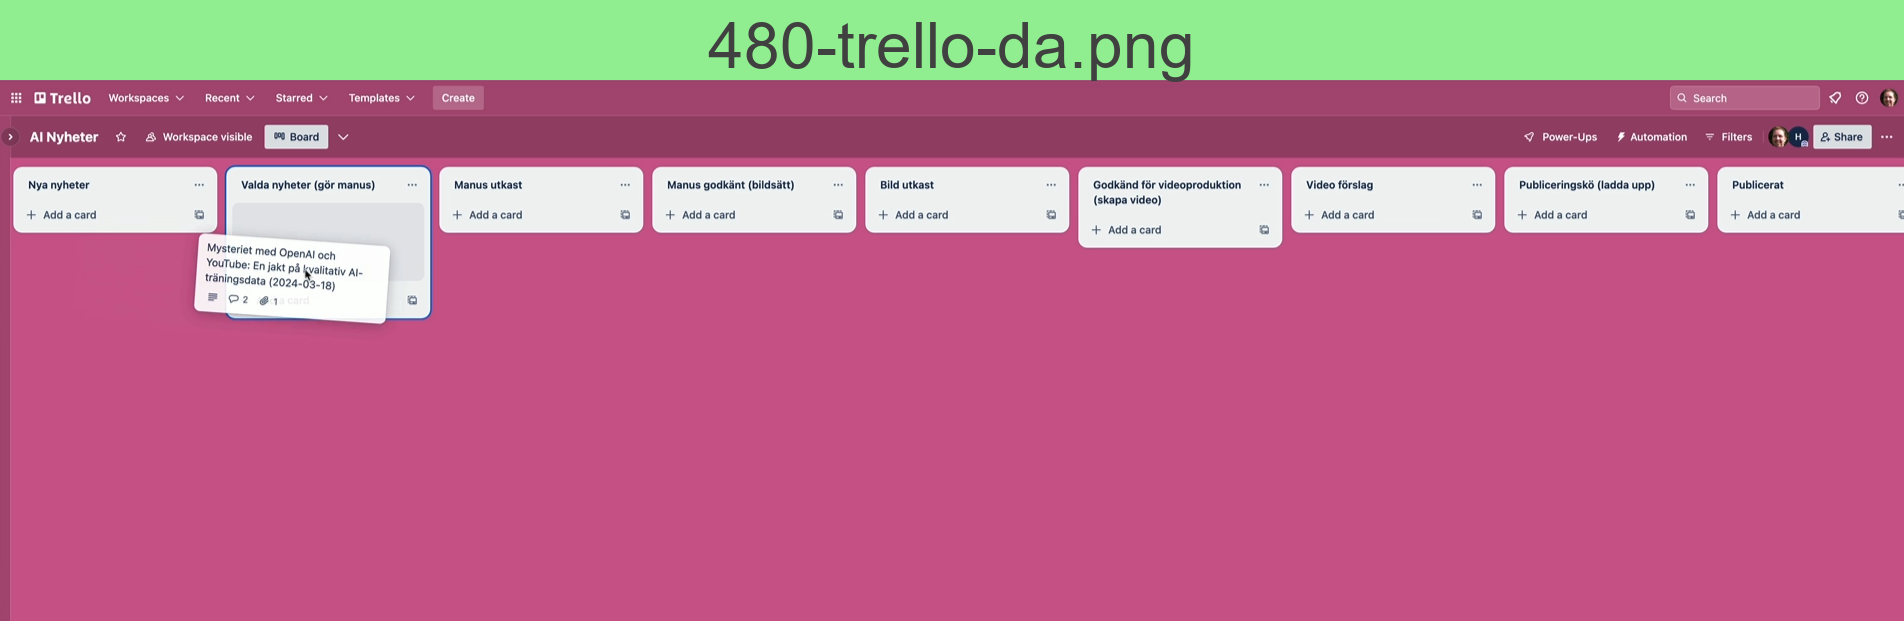 480-trello-da.png
Trello
Workspaces
Recent
Starred
Templates
Create
Search
AI Nyheter
Workspace visible
Board
Power-Ups
Automation
Filters
H
Share
Nya nyheter
Add a card
Valda nyheter (gör manus)
Mysteriet med OpenAI och
YouTube: En jakt på kvalitativ AI-
träningsdata (2024-03-18)
2
1
a card
Manus utkast
Add a card
Manus godkänt (bildsätt)
Add a card
Bild utkast
Add a card
Godkänd för videoproduktion
(skapa video)
Add a card
Video förslag
Add a card
Publiceringskö (ladda upp)
Add a card
Publicerat
Add a card